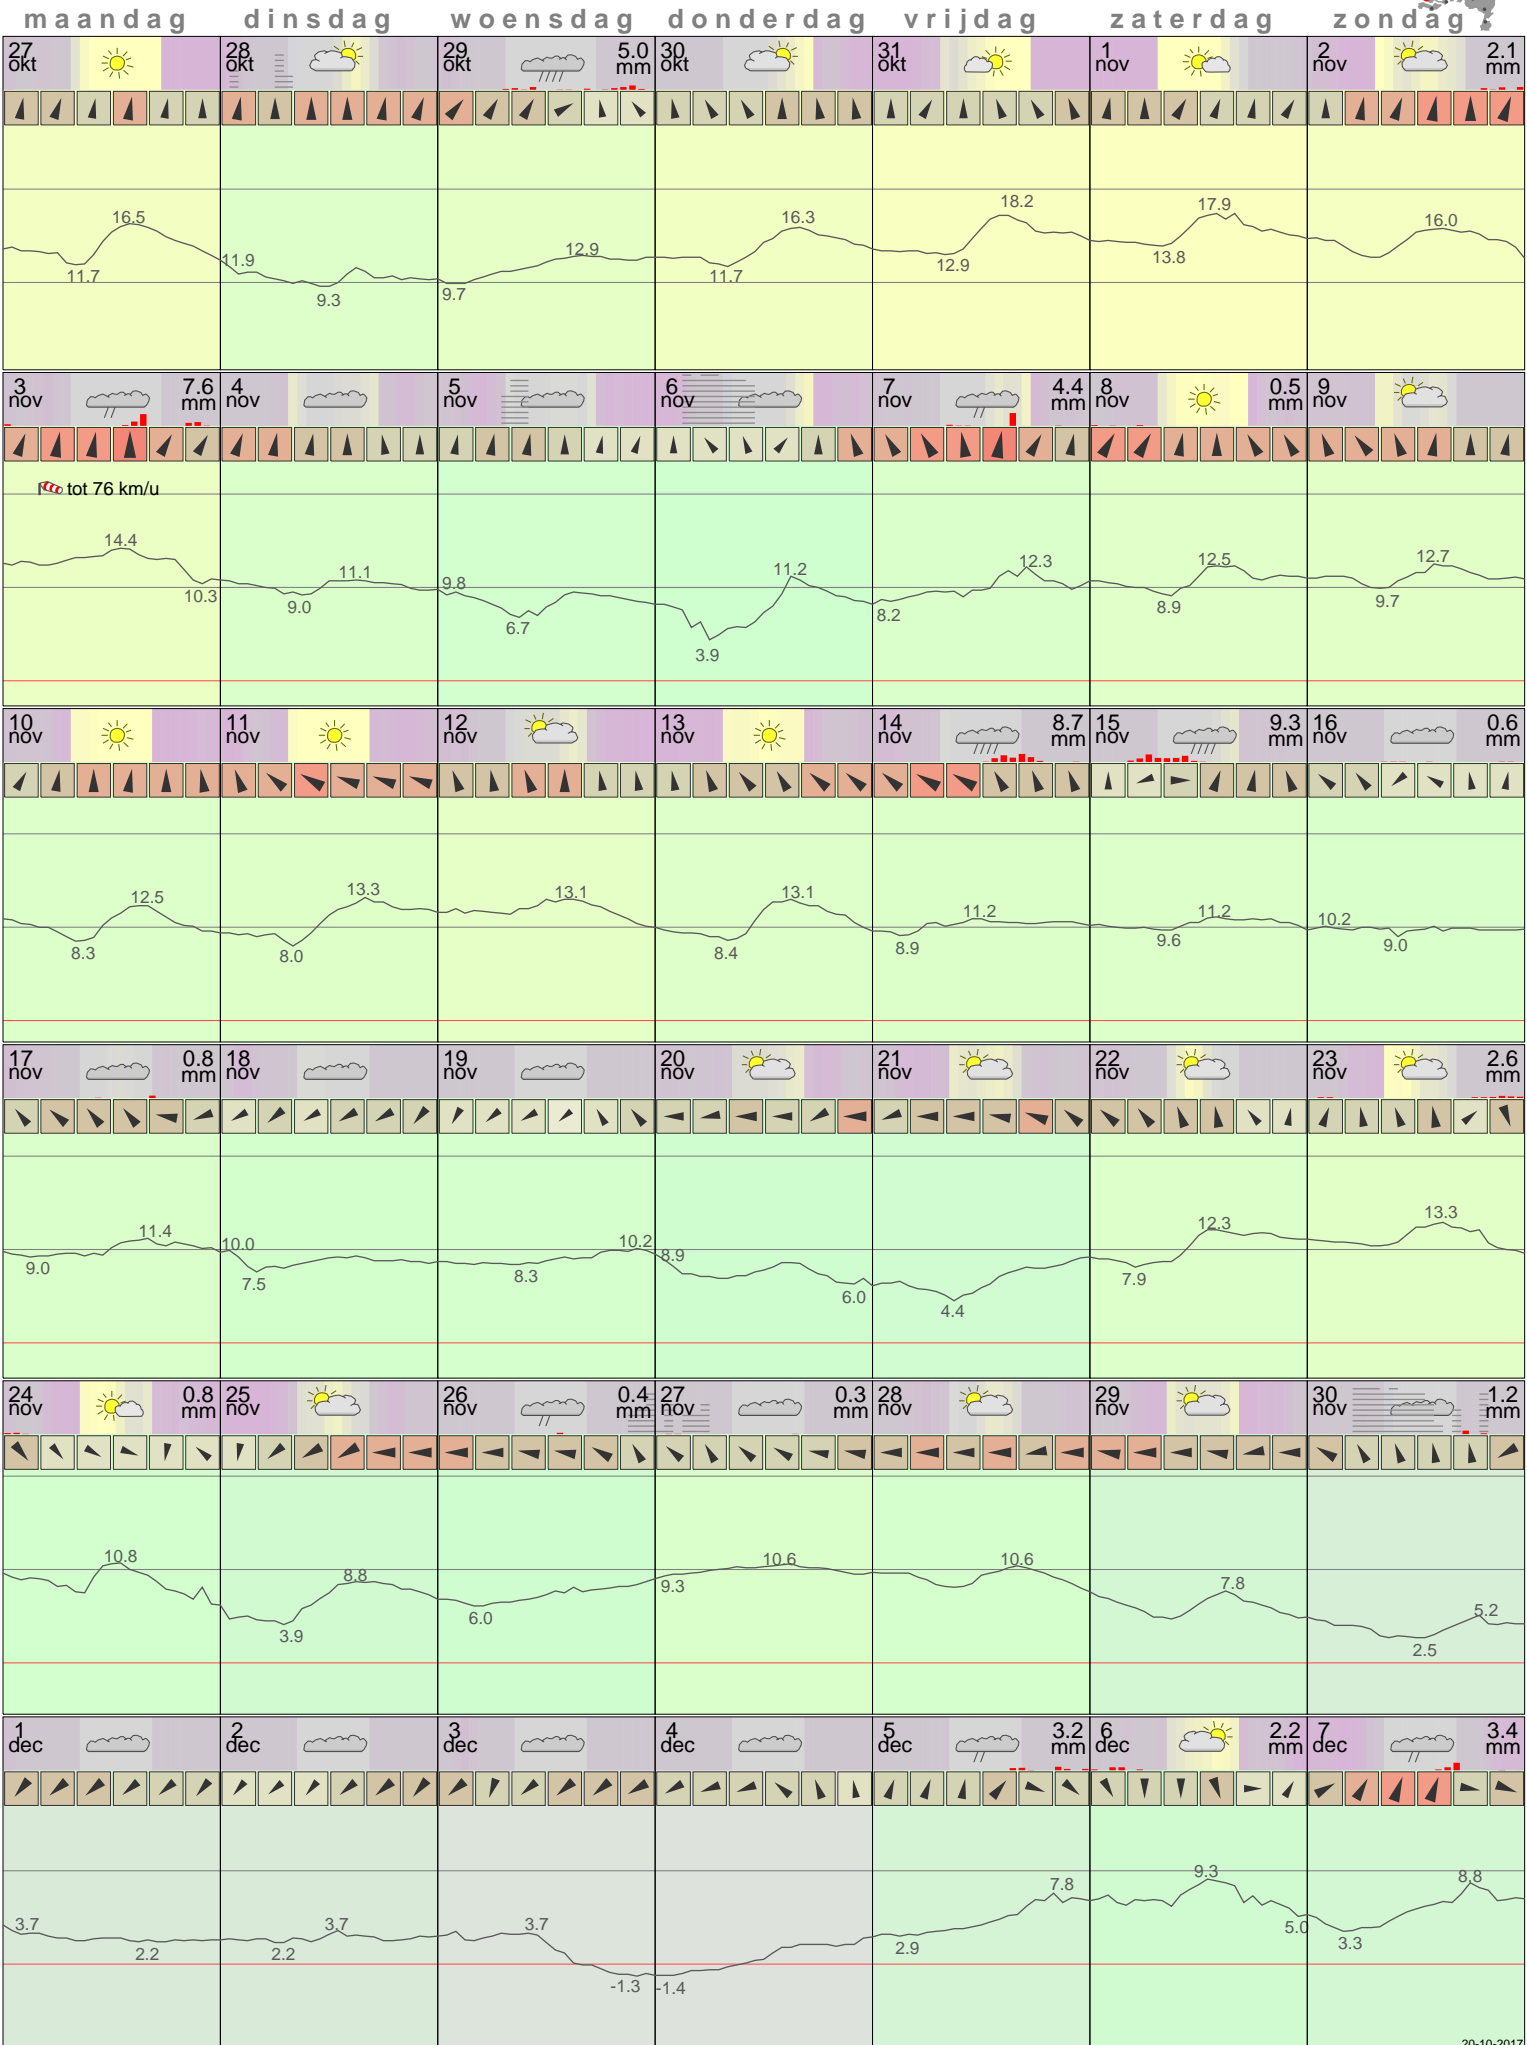 maandag dinsdag woensdag donderdag vrijdag zaterdag zondag
27 28 29 5.0 30 31 1 2 2.1
okt okt okt mm okt okt nov nov mm
18.2
17.9
16.5 16.3 16.0
12.9
11.9 13.8
11.7 11.7 12.9
9.3 9.7
3 7.6 4 5 6 7 4.4 8 0.5 9
nov mm nov nov nov nov mm nov mm nov
tot 76 km/u
14.4
11.1 11.2 12.3 12.5 12.7
9.8
10.3 9.0 6.7 8.2 8.9 9.7
3.9
10 11 12 13 14 8.7 15 9.3 16 0.6
nov nov nov nov nov mm nov mm nov mm
12.5 13.3 13.1 13.1 11.2 11.2 10.2
8.3 8.0 8.4 8.9 9.6 9.0
17 0.8 18 19 20 21 22 23 2.6
nov mm nov nov nov nov nov nov mm
11.4 10.0 10.2 8.9 12.3 13.3
9.0 7.5 8.3 6.0 4.4 7.9
24 0.8 25 26 0.4 27 0.3 28 29 30 1.2
nov mm nov nov mm nov mm nov nov nov mm
10.8 8.8 10.6 10.6 7.8 5.2
3.9 6.0 9.3 2.5
1 2 3 4 5 3.2 6 2.2 7 3.4
dec dec dec dec dec mm dec mm dec mm
3.7 3.7 3.7 7.8 9.3 8.8
2.2 2.2 -1.3 -1.4 2.9 5.0 3.3
20-10-2017